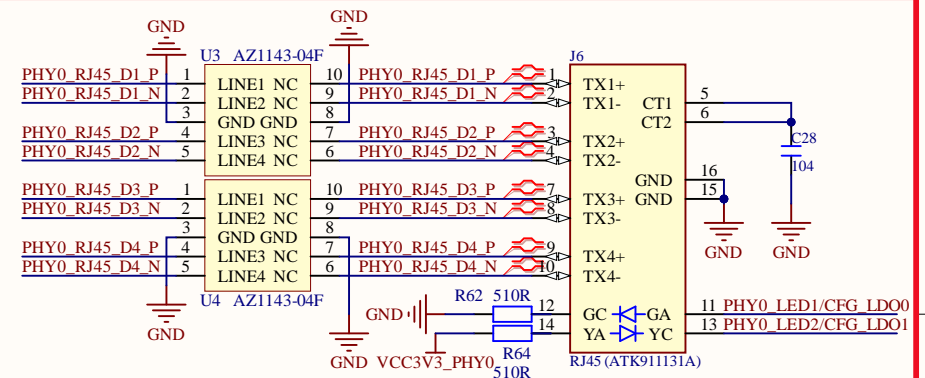 GND
GND
U3 AZ1143-04F
J6
PHY0_RJ45_D1_P 1 LINE1 NC 10 PHY0_RJ45_D1_P 1 TX1+
PHY0_RJ45_D1_N 2 LINE2 NC 9 PHY0_RJ45_D1_N 2 TX1- CT1 5
3 GND GND 8 CT2 6
PHY0_RJ45_D2_P 4 LINE3 NC 7 PHY0_RJ45_D2_P 3 TX2+ C28
PHY0_RJ45_D2_N 5 LINE4 NC 6 PHY0_RJ45_D2_N 4 TX2- 104
GND 16
PHY0_RJ45_D3_P 1 LINE1 NC 10 PHY0_RJ45_D3_P 7 TX3+ GND 15
PHY0_RJ45_D3_N 2 LINE2 NC 9 PHY0_RJ45_D3_N 8 TX3-
3 GND GND 8
PHY0_RJ45_D4_P 4 LINE3 NC 7 PHY0_RJ45_D4_P 9 TX4+ GND GND
PHY0_RJ45_D4_N 5 LINE4 NC 6 PHY0_RJ45_D4_N 10 TX4-
U4 AZ1143-04F
GND
R62 510R
GND 12 GC GA 11 PHY0_LED1/CFG_LDO0
14 YA YC 13 PHY0_LED2/CFG_LDO1
R64
GND VCC3V3_PHY0 RJ45 (ATK911131A)
510R